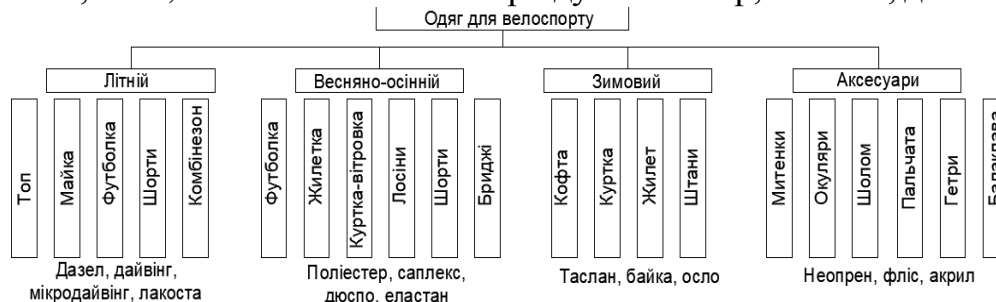 Одяг для велоспорту
Літній
Весняно-осінній
Зимовий
Аксесуари
Топ
Майка
Футболка
Шорти
Комбінезон
Футболка
Жилетка
Куртка-вітровка
Лосіни
Шорти
Бриджі
Кофта
Куртка
Жилет
Штани
Митенки
Окуляри
Шолом
Пальчата
Гетри
Балаклава
Дазел, дайвінг,
мікродайвінг, лакоста
Поліестер, саплекс,
дюспо, еластан
Таслан, байка, осло
Неопрен, фліс, акрил